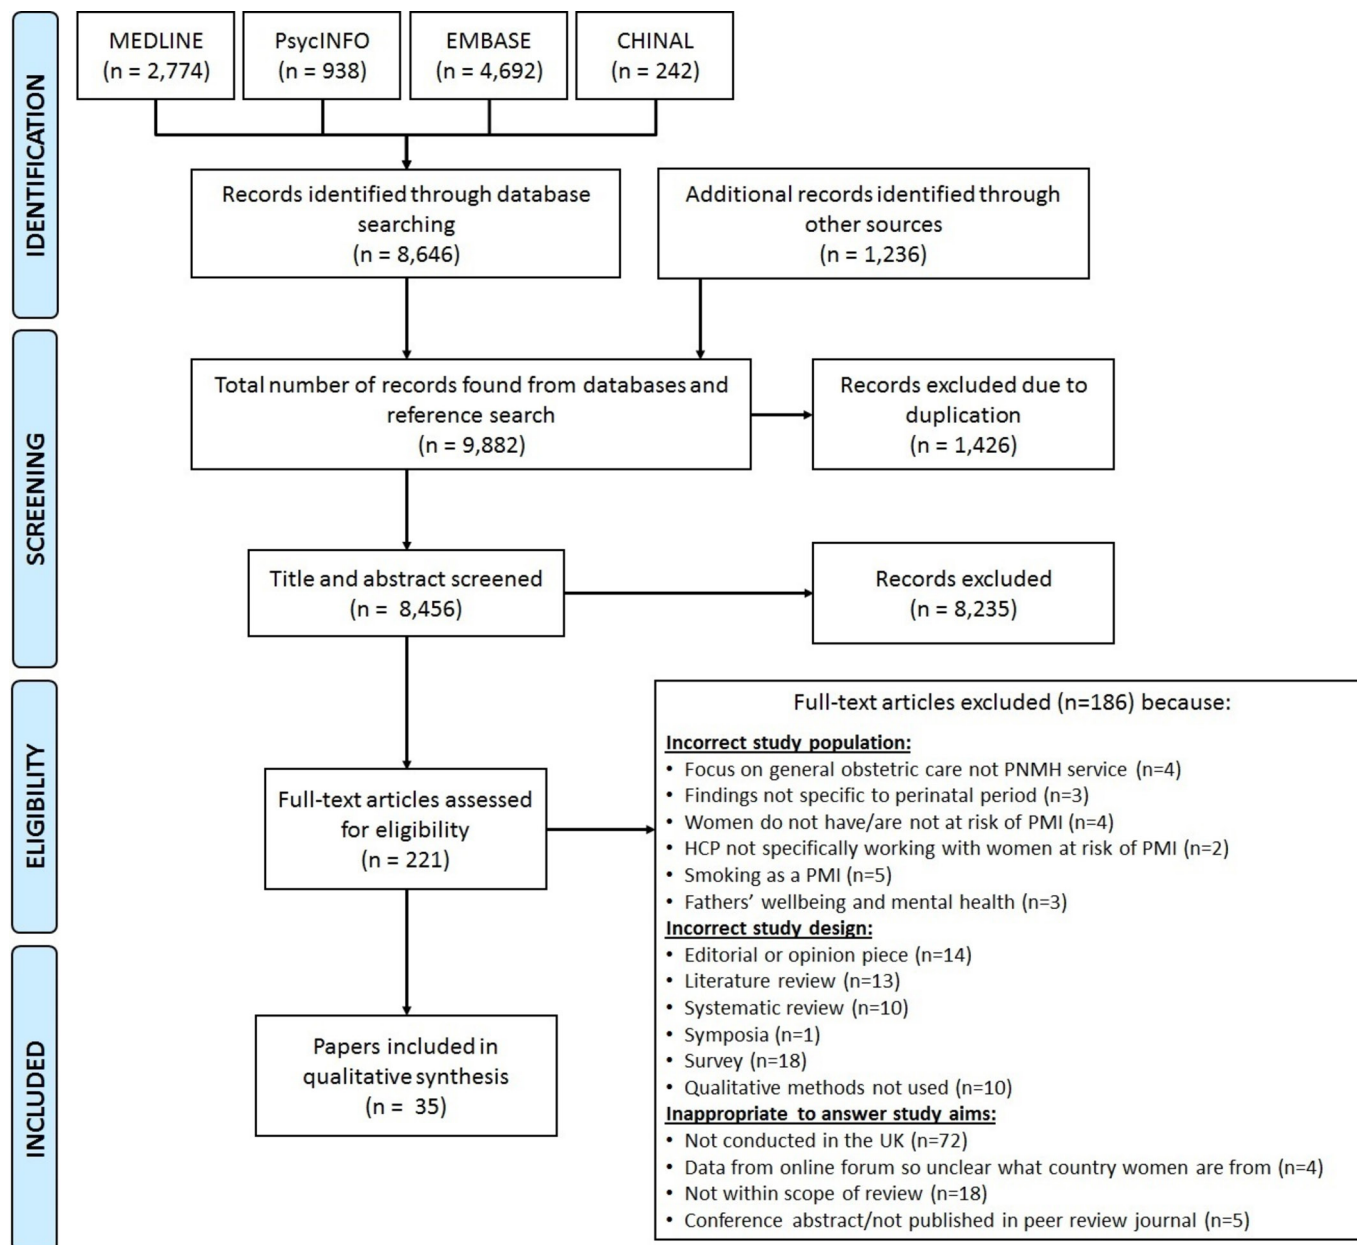 IDENTIFICATION
MEDLINE
(n = 2,774)
PsycINFO
(n = 938)
EMBASE
(n = 4,692)
CHINAL
(n = 242)
Records identified through database
searching
(n = 8,646)
Additional records identified through
other sources
(n = 1,236)
SCREENING
Total number of records found from databases and
reference search
(n = 9,882)
Records excluded due to
duplication
(n = 1,426)
Title and abstract screened
(n = 8,456)
Records excluded
(n = 8,235)
ELIGIBILITY
Full-text articles assessed
for eligibility
(n = 221)
Full-text articles excluded (n=186) because:
Incorrect study population:
• Focus on general obstetric care not PNMH service (n=4)
• Findings not specific to perinatal period (n=3)
• Women do not have/are not at risk of PMI (n=4)
• HCP not specifically working with women at risk of PMI (n=2)
• Smoking as a PMI (n=5)
• Fathers' wellbeing and mental health (n=3)
Incorrect study design:
• Editorial or opinion piece (n=14)
• Literature review (n=13)
• Systematic review (n=10)
• Symposia (n=1)
• Survey (n=18)
• Qualitative methods not used (n=10)
Inappropriate to answer study aims:
• Not conducted in the UK (n=72)
• Data from online forum so unclear what country women are from (n=4)
• Not within scope of review (n=18)
• Conference abstract/not published in peer review journal (n=5)
INCLUDED
Papers included in
qualitative synthesis
(n = 35)